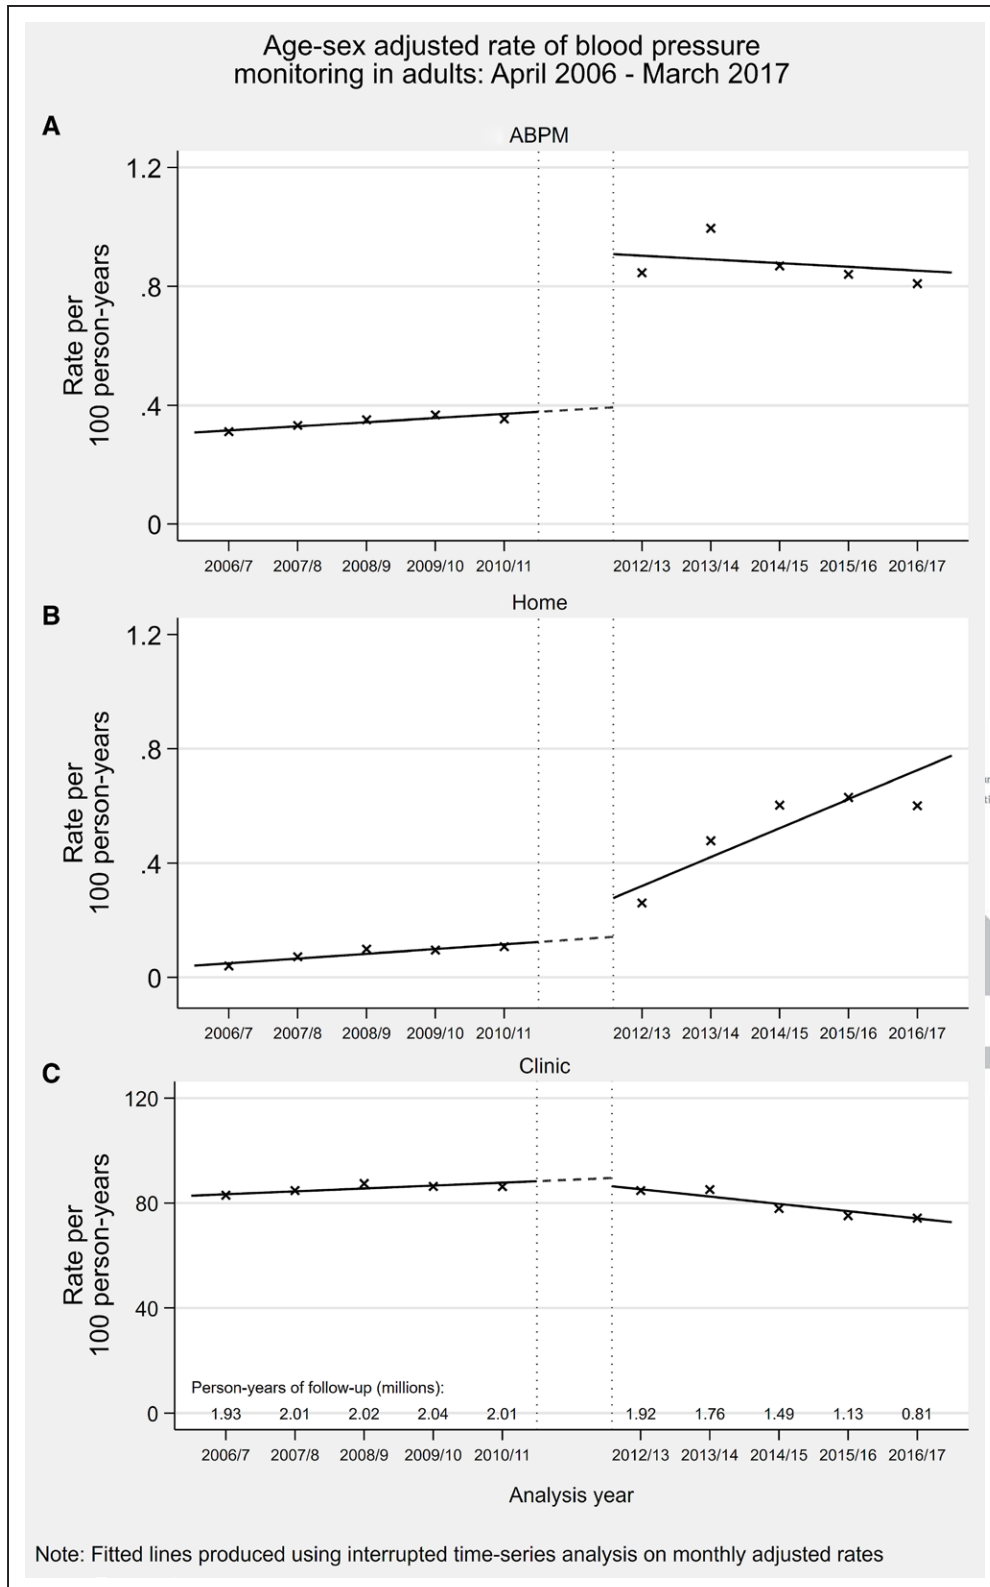 Age-sex adjusted rate of blood pressure
monitoring in adults: April 2006 - March 2017
A
ABPM
Rate per
100 person-years
1.2
.8
.4
0
2006/7 2007/8 2008/9 2009/10 2010/11 2012/13 2013/14 2014/15 2015/16 2016/17
B
Home
Rate per
100 person-years
1.2
.8
.4
0
2006/7 2007/8 2008/9 2009/10 2010/11 2012/13 2013/14 2014/15 2015/16 2016/17
C
Clinic
Rate per
100 person-years
120
80
40
0
Person-years of follow-up (millions):
1.93 2.01 2.02 2.04 2.01 1.92 1.76 1.49 1.13 0.81
2006/7 2007/8 2008/9 2009/10 2010/11 2012/13 2013/14 2014/15 2015/16 2016/17
Analysis year
Note: Fitted lines produced using interrupted time-series analysis on monthly adjusted rates